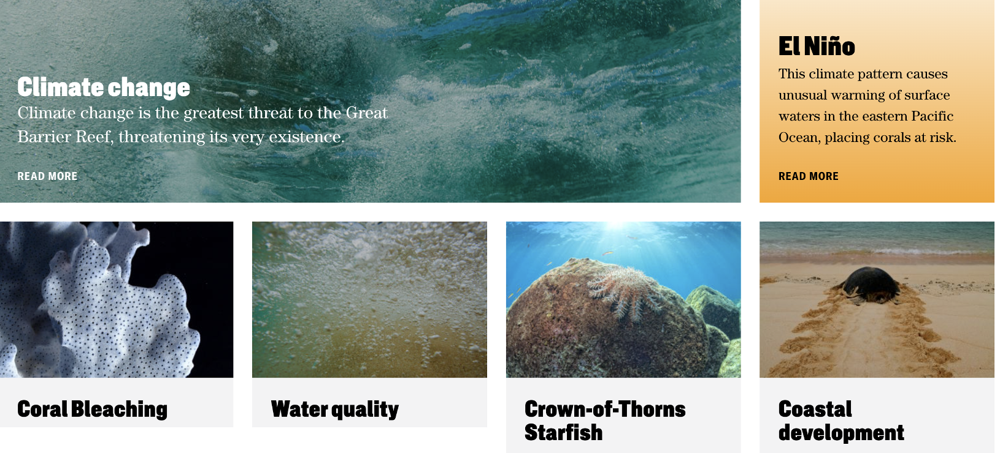 Climate change
Climate change is the greatest threat to the Great
Barrier Reef, threatening its very existence.
READ MORE
El Niño
This climate pattern causes
unusual warming of surface
waters in the eastern Pacific
Ocean, placing corals at risk.
READ MORE
Coral Bleaching
Water quality
Crown-of-Thorns
Starfish
Coastal
development